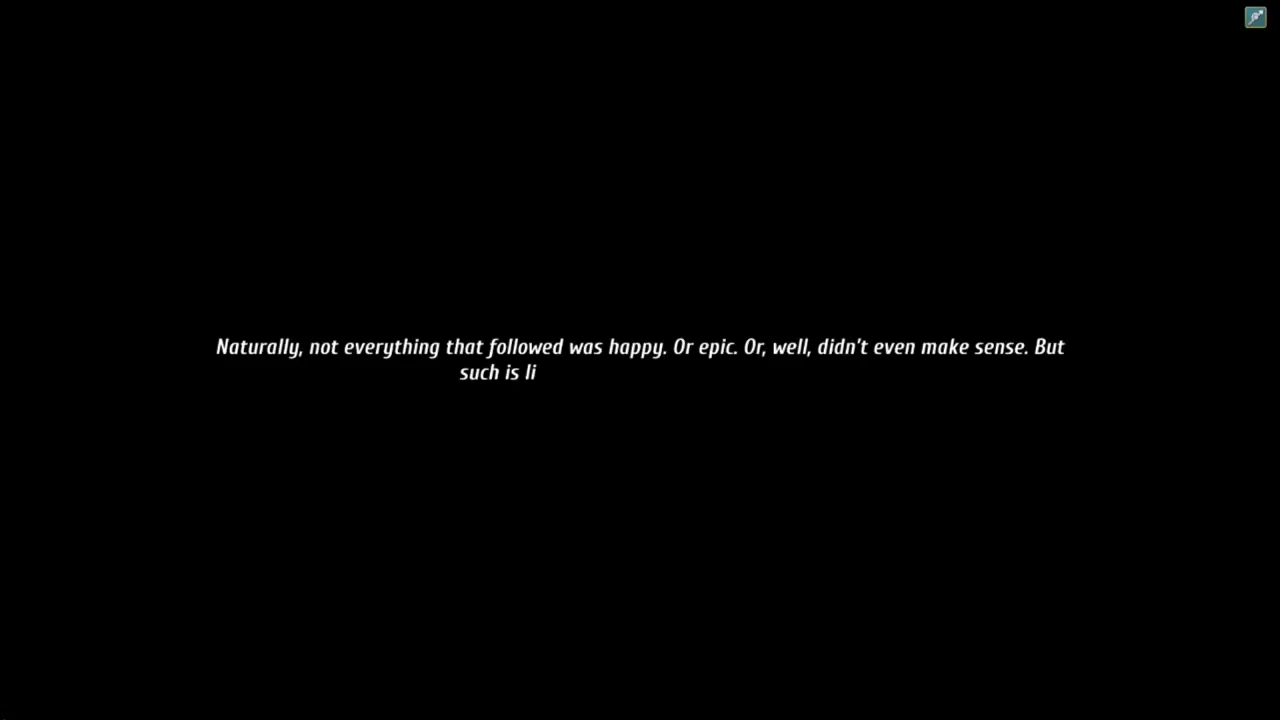 Naturally, not everything that followed was happy. Or epic. Or, well, didn't even make sense. But
such is li